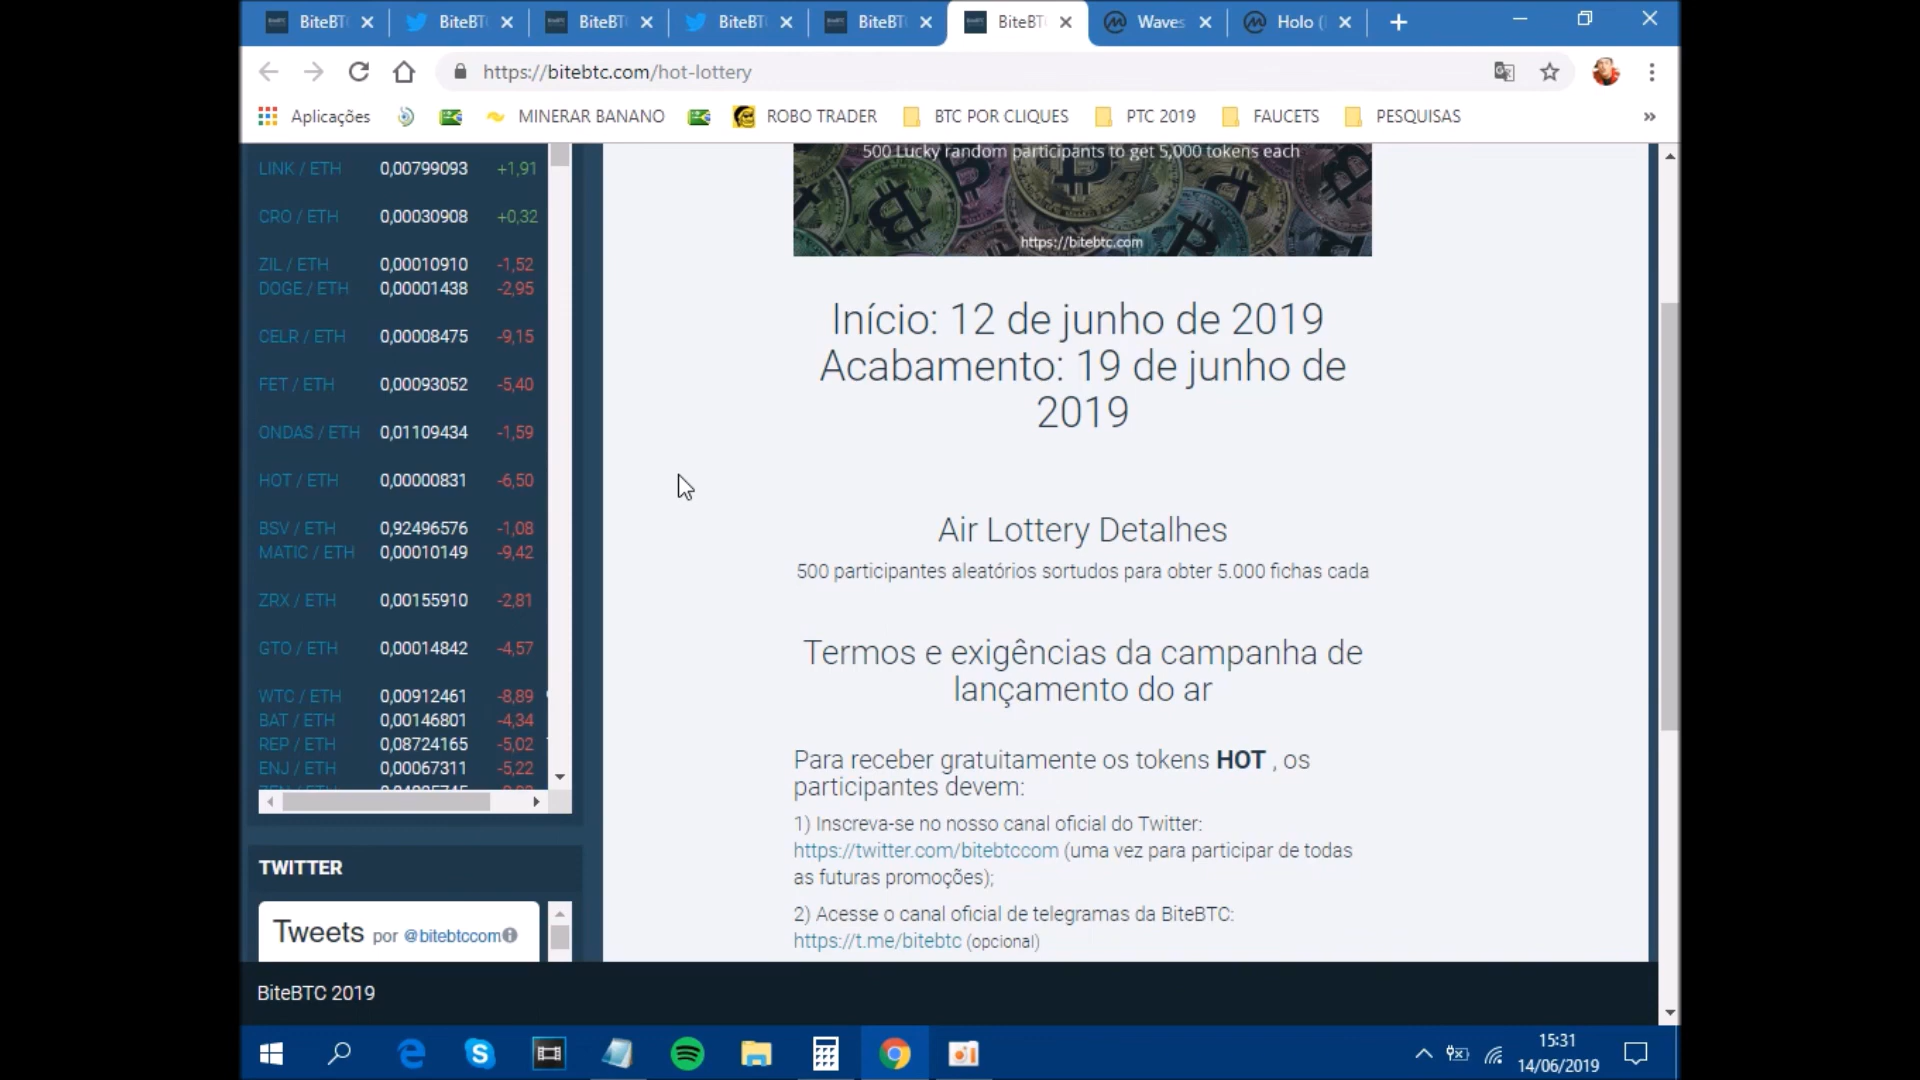 BiteBT
BiteBT
BiteBT
BiteBT
BiteBT
BiteBT
Waves
Holo (
https://bitebtc.com/hot-lottery
Aplicações
MINERAR BANANO
ROBO TRADER
BTC POR CLIQUES
PTC 2019
FAUCETS
PESQUISAS
»
LINK / ETH 0,00799093 +1,91
CRO / ETH 0,00030908 +0,32
ZIL / ETH 0,00010910 -1,52
DOGE / ETH 0,00001438 -2,95
CELR / ETH 0,00008475 -9,15
FET / ETH 0,00093052 -5,40
ONDAS / ETH 0,01109434 -1,59
HOT / ETH 0,00000831 -6,50
BSV / ETH 0,92496576 -1,08
MATIC / ETH 0,00010149 -9,42
ZRX / ETH 0,00155910 -2,81
GTO / ETH 0,00014842 -4,57
WTC / ETH 0,00912461 -8,89
BAT / ETH 0,00146801 -4,34
REP / ETH 0,08724165 -5,02
ENJ / ETH 0,00067311 -5,22
TWITTER
Tweets por @bitebtccom
500 Lucky random participants to get 5,000 tokens each
https://bitebtc.com
Início: 12 de junho de 2019
Acabamento: 19 de junho de
2019
Air Lottery Detalhes
500 participantes aleatórios sortudos para obter 5.000 fichas cada
Termos e exigências da campanha de
lançamento do ar
Para receber gratuitamente os tokens HOT , os
participantes devem:
1) Inscreva-se no nosso canal oficial do Twitter:
https://twitter.com/bitebtccom (uma vez para participar de todas
as futuras promoções);
2) Acesse o canal oficial de telegramas da BiteBTC:
https://t.me/bitebtc (opcional)
BiteBTC 2019
15:31
14/06/2019